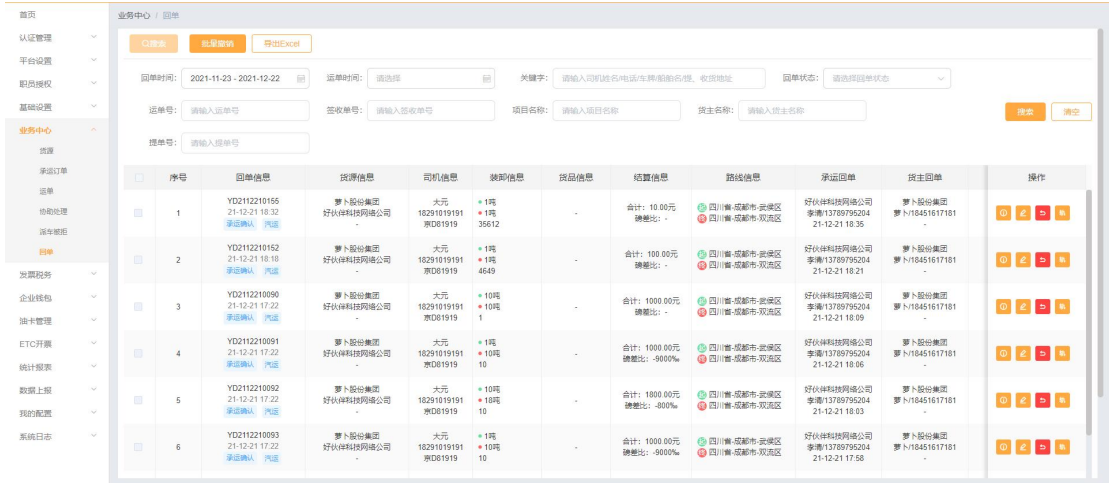 首页
业务中心 / 回单
认证管理
平台设置
职员授权
基础设置
业务中心
货源
承运订单
运单
协助处理
派车磅柜
回单
发票税务
企业钱包
油卡管理
ETC开票
统计报表
数据上报
我的配置
系统日志
批量撤销 导出Excel
回单时间: 2021-11-23 - 2021-12-22 运单时间: 请选择 关键字: 请输入司机姓名/电话/车牌/船舶名/提、收货地址 回单状态: 请选择回单状态
运单号: 请输入运单号 签收单号: 请输入签收单号 项目名称: 请输入项目名称 货主名称: 请输入货主名称 搜索 清空
提单号: 请输入提单号
序号 回单信息 货源信息 司机信息 装卸信息 货品信息 结算信息 路线信息 承运回单 货主回单 操作
YD2112210155 萝卜股份集团 大元 1吨 合计: 10.00元 起 四川省-成都市-武侯区 好伙伴科技网络公司 萝卜股份集团
1 21-12-21 18:32 好伙伴科技网络公司 18291019191 1吨 - 磅差比: - 终 四川省-成都市-双流区 李清/13789795204 萝卜/18451617181
承运确认 汽运 - 京D81919 35612 21-12-21 18:35 -
YD2112210152 萝卜股份集团 大元 1吨 合计: 100.00元 起 四川省-成都市-武侯区 好伙伴科技网络公司 萝卜股份集团
2 21-12-21 18:18 好伙伴科技网络公司 18291019191 1吨 - 磅差比: - 终 四川省-成都市-双流区 李清/13789795204 萝卜/18451617181
承运确认 汽运 - 京D81919 4649 21-12-21 18:21 -
YD2112210090 萝卜股份集团 大元 10吨 合计: 1000.00元 起 四川省-成都市-武侯区 好伙伴科技网络公司 萝卜股份集团
3 21-12-21 17:22 好伙伴科技网络公司 18291019191 10吨 - 磅差比: - 终 四川省-成都市-双流区 李清/13789795204 萝卜/18451617181
承运确认 汽运 - 京D81919 1 21-12-21 18:09 -
YD2112210091 萝卜股份集团 大元 1吨 合计: 1000.00元 起 四川省-成都市-武侯区 好伙伴科技网络公司 萝卜股份集团
4 21-12-21 17:22 好伙伴科技网络公司 18291019191 10吨 - 磅差比: -9000‰ 终 四川省-成都市-双流区 李清/13789795204 萝卜/18451617181
承运确认 汽运 - 京D81919 10 21-12-21 18:06 -
YD2112210092 萝卜股份集团 大元 10吨 合计: 1800.00元 起 四川省-成都市-武侯区 好伙伴科技网络公司 萝卜股份集团
5 21-12-21 17:22 好伙伴科技网络公司 18291019191 18吨 - 磅差比: -800‰ 终 四川省-成都市-双流区 李清/13789795204 萝卜/18451617181
承运确认 汽运 - 京D81919 10 21-12-21 18:03 -
YD2112210093 萝卜股份集团 大元 1吨 合计: 1000.00元 起 四川省-成都市-武侯区 好伙伴科技网络公司 萝卜股份集团
6 21-12-21 17:22 好伙伴科技网络公司 18291019191 10吨 - 磅差比: -9000‰ 终 四川省-成都市-双流区 李清/13789795204 萝卜/18451617181
承运确认 汽运 - 京D81919 10 21-12-21 17:58 -